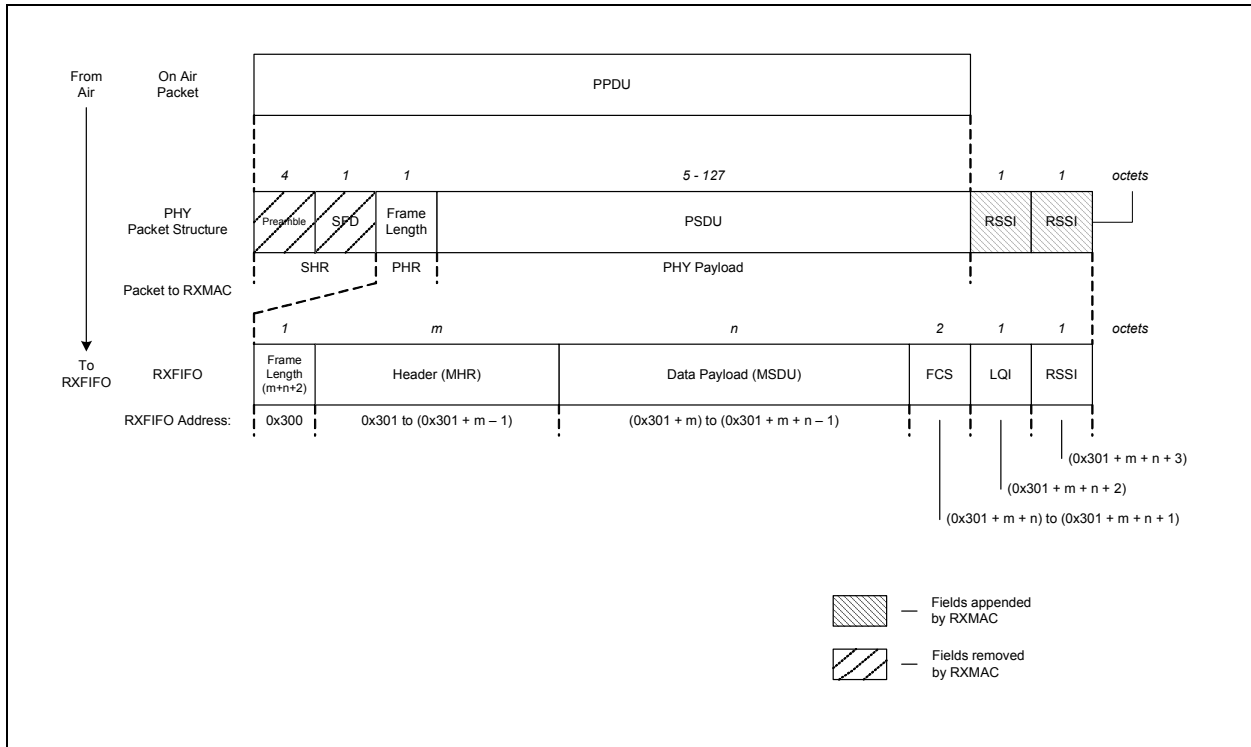 From
Air
On Air
Packet
PPDU
4 1 1 5 - 127 1 1 octets
PHY
Packet Structure
Preamble
SFD
Frame
Length
PSDU
RSSI
RSSI
SHR PHR PHY Payload
Packet to RXMAC
1 m n 2 1 1 octets
To
RXFIFO
RXFIFO
Frame
Length
(m+n+2)
Header (MHR)
Data Payload (MSDU)
FCS
LQI
RSSI
RXFIFO Address: 0x300 0x301 to (0x301 + m – 1) (0x301 + m) to (0x301 + m + n – 1)
(0x301 + m + n + 3)
(0x301 + m + n + 2)
(0x301 + m + n) to (0x301 + m + n + 1)
Fields appended
by RXMAC
Fields removed
by RXMAC